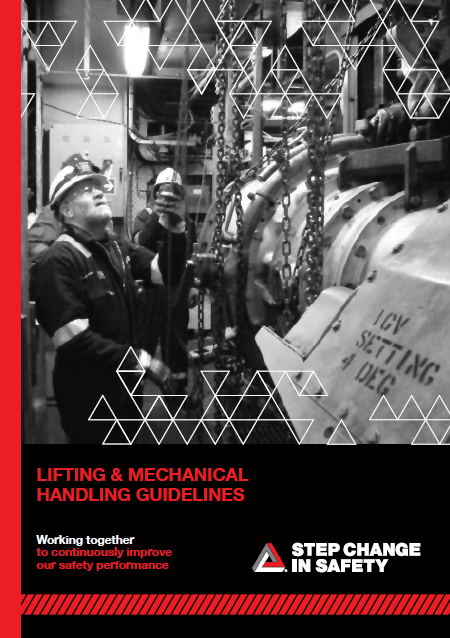 IGV
SETTING
4 DEG
LIFTING & MECHANICAL
HANDLING GUIDELINES
Working together
to continuously improve
our safety performance
STEP CHANGE
IN SAFETY